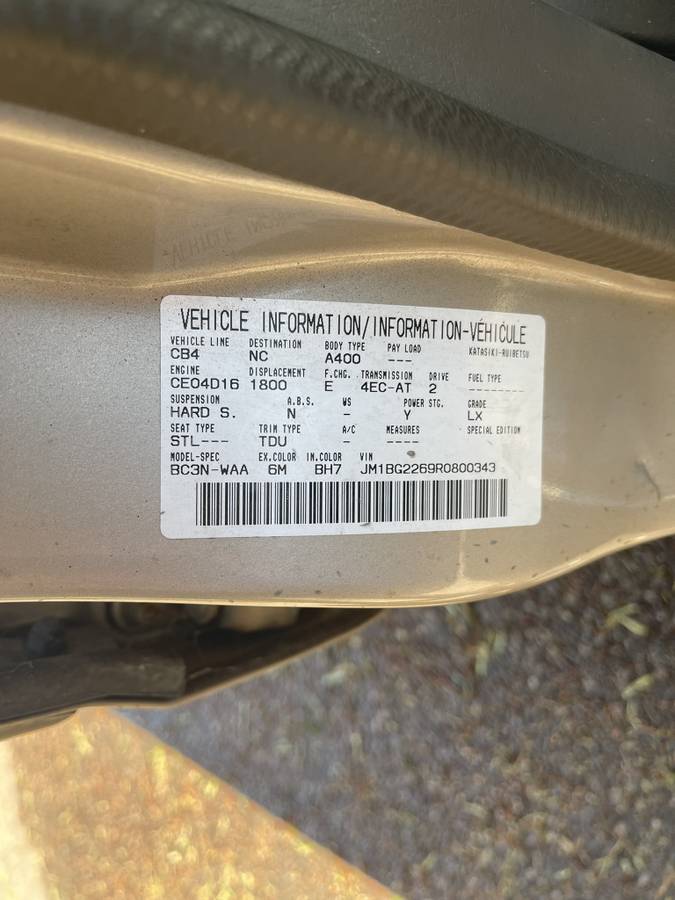 VEHICLE INFORMATION/INFORMATION-VÉHICULE
VEHICLE LINE DESTINATION BODY TYPE PAY LOAD KATASIKI-RUIBETSU
CB4 NC A400 ---
ENGINE DISPLACEMENT F.CHG. TRANSMISSION DRIVE FUEL TYPE
CE04D16 1800 E 4EC-AT 2 --------
SUSPENSION A.B.S. WS POWER STG. GRADE
HARD S. N - Y LX
SEAT TYPE TRIM TYPE A/C MEASURES SPECIAL EDITION
STL--- TDU - ----
MODEL-SPEC EX.COLOR IN.COLOR VIN
BC3N-WAA 6M BH7 JM1BG2269R0800343